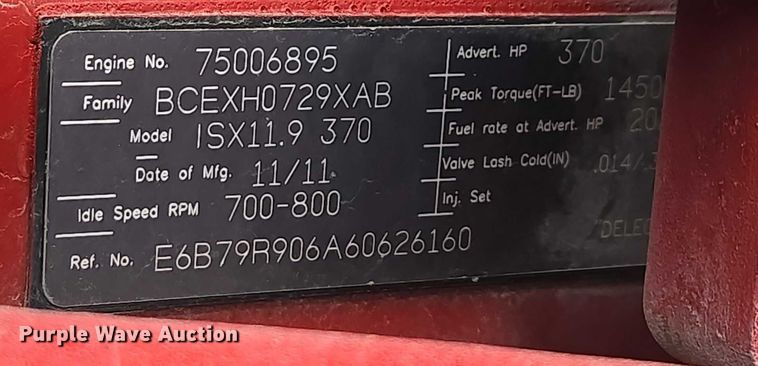 Engine No. 75006895
Family BCEXH0729XAB
Model ISX11.9 370
Date of Mfg. 11/11
Idle Speed RPM 700-800
Ref. No. E6B79R906A60626160
Advert. HP 370
Peak Torque(FT-LB) 1450
Fuel rate at Advert. HP
Valve Lash Cold(IN) .014/.
Inj. Set
Purple Wave Auction